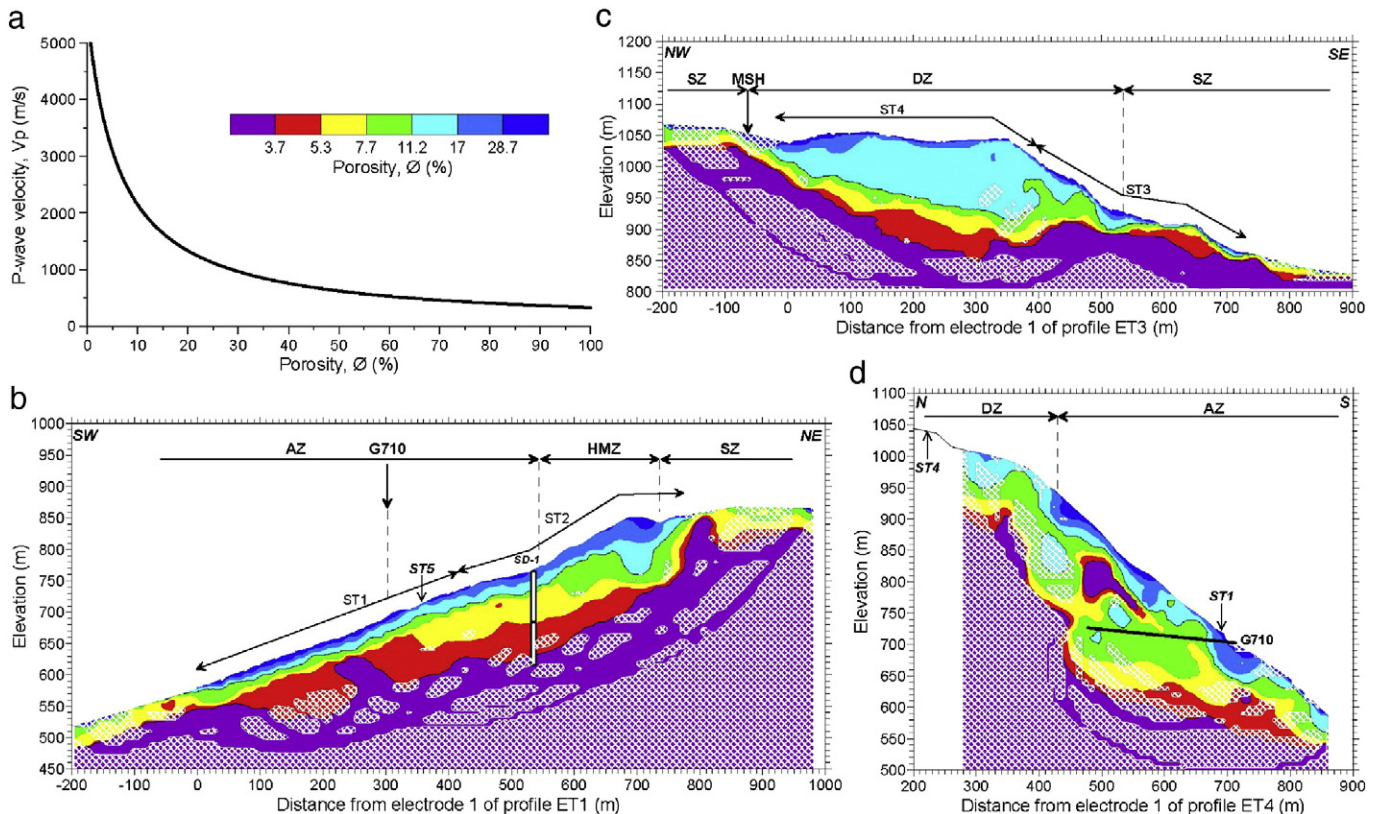 a
P-wave velocity, Vp (m/s)
5000
4000
3000
2000
1000
0
3.7 5.3 7.7 11.2 17 28.7
Porosity, Ø (%)
0 10 20 30 40 50 60 70 80 90 100
Porosity, Ø (%)
c
NW SE
SZ MSH DZ SZ
ST4
ST3
Elevation (m)
1200
1150
1100
1050
1000
950
900
850
800
-200 -100 0 100 200 300 400 500 600 700 800 900
Distance from electrode 1 of profile ET3 (m)
b
SW NE
AZ G710 HMZ SZ
ST2
SD-1
ST5
ST1
Elevation (m)
1000
950
900
850
800
750
700
650
600
550
500
450
-200 -100 0 100 200 300 400 500 600 700 800 900 1000
Distance from electrode 1 of profile ET1 (m)
d
N S
DZ AZ
ST4
ST1
G710
Elevation (m)
1100
1050
1000
950
900
850
800
750
700
650
600
550
500
200 300 400 500 600 700 800 900
Distance from electrode 1 of profile ET4 (m)